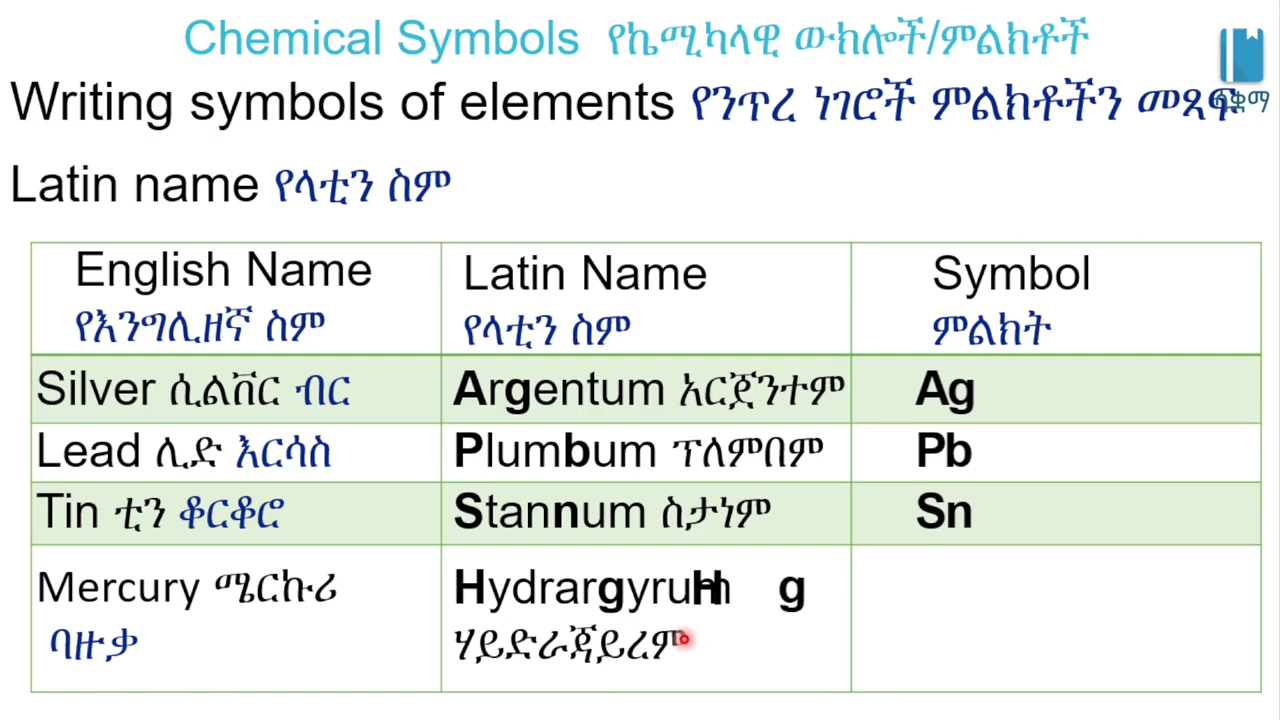 Chemical Symbols የኬሚካላዊ ውክሎች/ምልክቶች
Writing symbols of elements የንጥረ ነገሮች ምልክቶችን መጻፍ
Latin name የላቲን ስም
English Name Latin Name Symbol
የእንግሊዘኛ ስም የላቲን ስም ምልክት
Silver ሲልቨር ብር Argentum አርጀንተም Ag
Lead ሊድ እርሳስ Plumbum ፕለምበም Pb
Tin ቲን ቆርቆሮ Stannum ስታነም Sn
Mercury ሜርኩሪ Hydrargyrum H g
ባዙቃ ሃይድራጃይረም